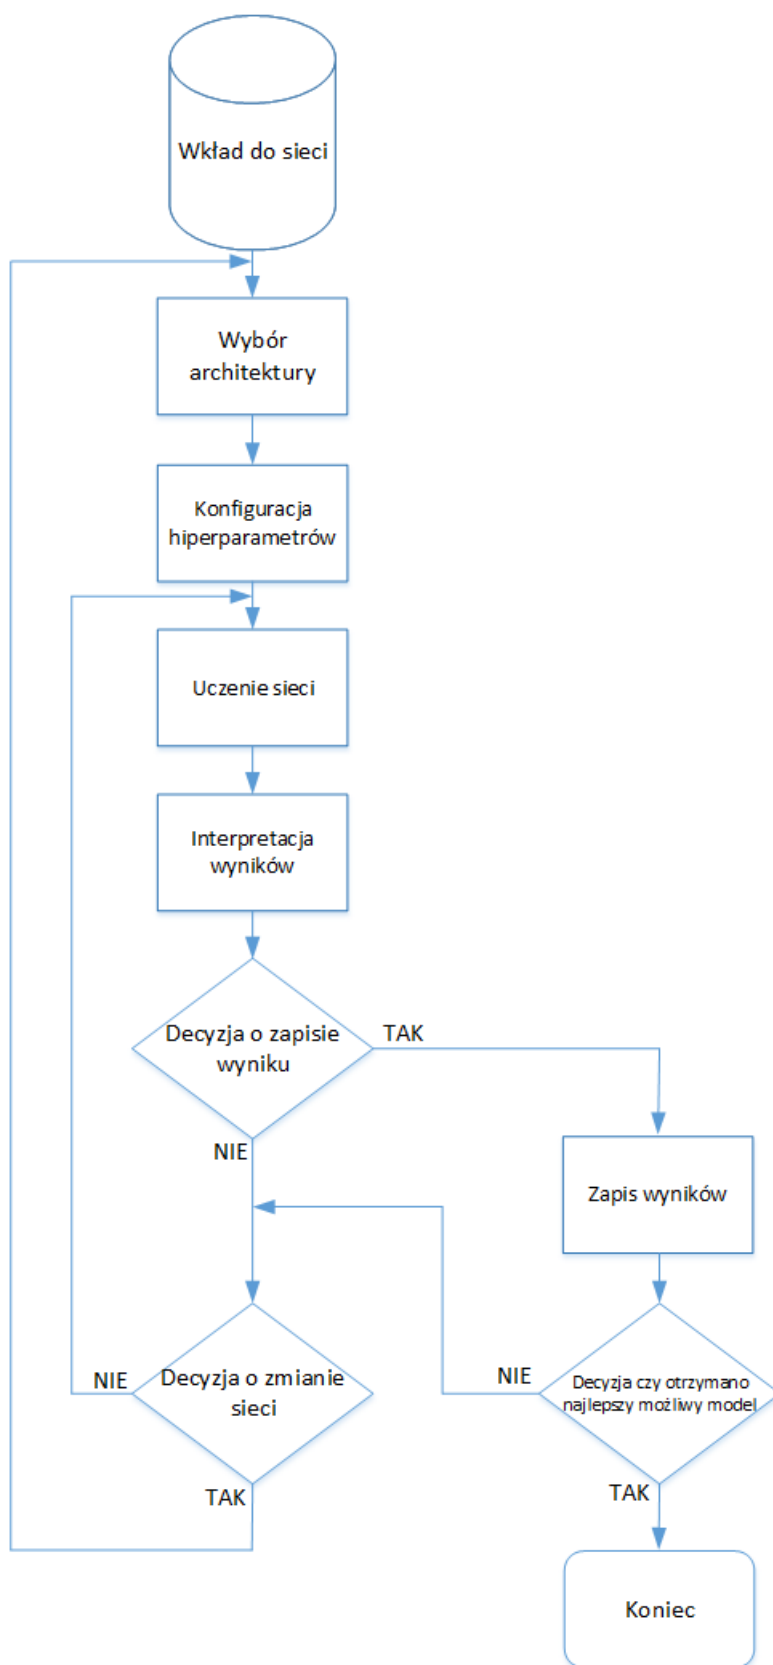 Wkład do sieci
Wybór
architektury
Konfiguracja
hiperparametrów
Uczenie sieci
Interpretacja
wyników
Decyzja o zapisie
wyniku
TAK
NIE
Zapis wyników
Decyzja o zmianie
sieci
NIE
TAK
Decyzja czy otrzymano
najlepszy możliwy model
NIE
TAK
Koniec